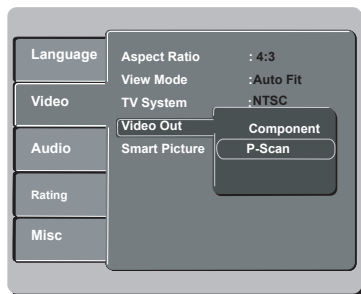 Language
Video
Audio
Rating
Misc
Aspect Ratio : 4:3
View Mode :Auto Fit
TV System :NTSC
Video Out
Smart Picture
Component
P-Scan